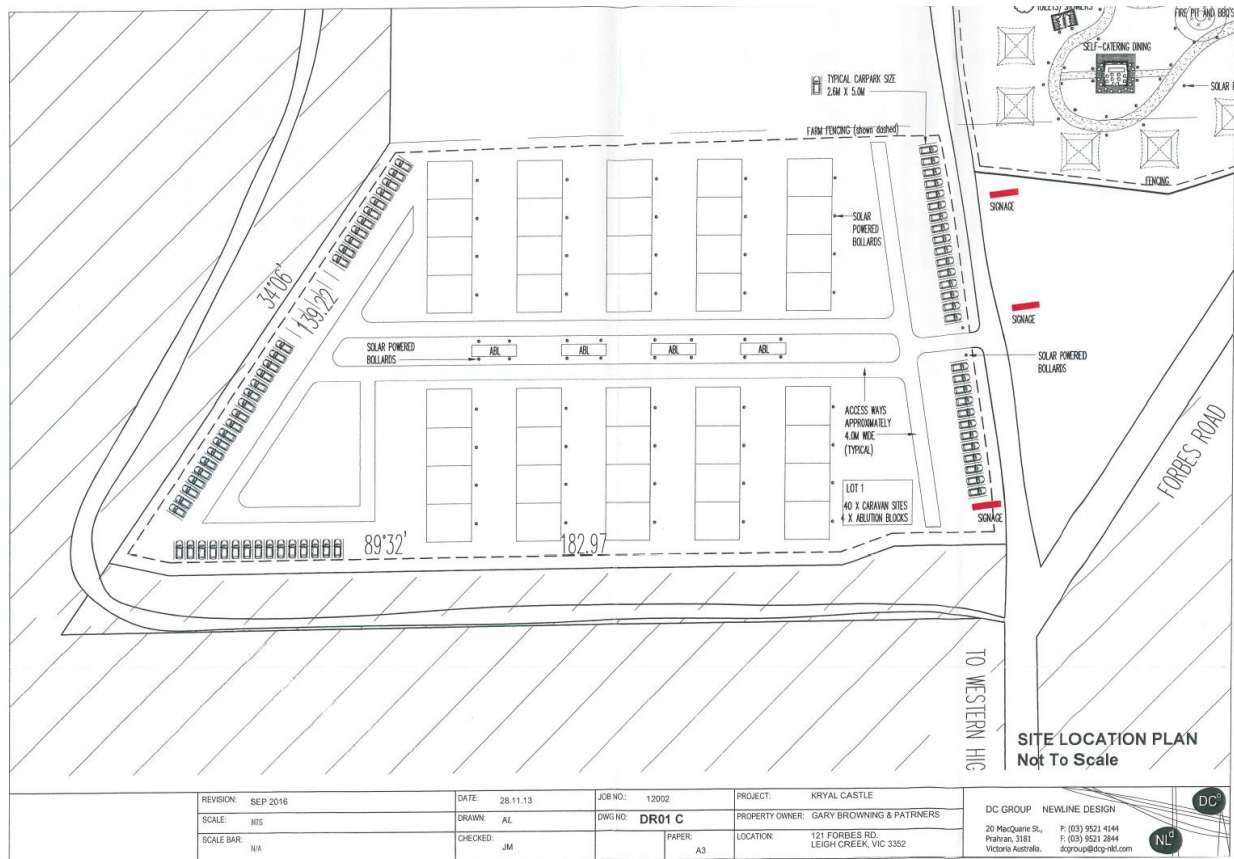 TOILETS/SHOWERS
FIRE PIT AND BBQ'S
SELF-CATERING DINING
SOLAR P
FENCING
TYPICAL CARPARK SIZE
2.6M X 5.0M
FARM FENCING (shown dashed)
SIGNAGE
SOLAR
POWERED
BOLLARDS
34°06'
139.22
SIGNAGE
SOLAR POWERED
BOLLARDS
ABL
ABL
ABL
ABL
SOLAR POWERED
BOLLARDS
ACCESS WAYS
APPROXIMATELY
4.0M WIDE
(TYPICAL)
FORBES ROAD
LOT 1
40 X CARAVAN SITES
4 X ABLUTION BLOCKS
SIGNAGE
89°32'
182.97
TO WESTERN HIG
SITE LOCATION PLAN
Not To Scale
REVISION: SEP 2016
DATE: 28.11.13
JOB NO.: 12002
PROJECT: KRYAL CASTLE
SCALE: NTS
DRAWN: AL
DWG NO: DR01 C
PROPERTY OWNER: GARY BROWNING & PATRNERS
SCALE BAR: N/A
CHECKED: JM
PAPER: A3
LOCATION: 121 FORBES RD.
LEIGH CREEK, VIC 3352
DC GROUP NEWLINE DESIGN
20 MacQuarie St., P: (03) 9521 4144
Prahran, 3181 F: (03) 9521 2844
Victoria Australia. dcgroup@dcg-nld.com
DCG
NLd